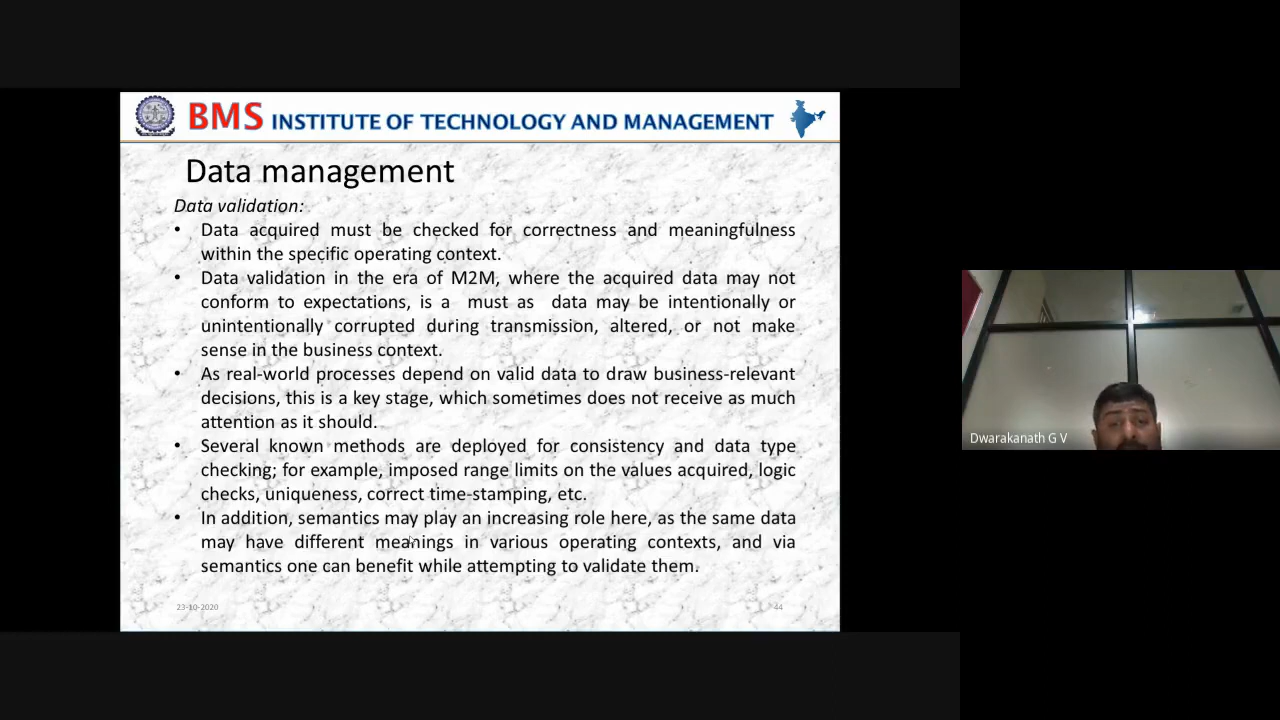 BMS INSTITUTE OF TECHNOLOGY AND MANAGEMENT
Data management
Data validation:
• Data acquired must be checked for correctness and meaningfulness
within the specific operating context.
• Data validation in the era of M2M, where the acquired data may not
conform to expectations, is a must as data may be intentionally or
unintentionally corrupted during transmission, altered, or not make
sense in the business context.
• As real-world processes depend on valid data to draw business-relevant
decisions, this is a key stage, which sometimes does not receive as much
attention as it should.
• Several known methods are deployed for consistency and data type
checking; for example, imposed range limits on the values acquired, logic
checks, uniqueness, correct time-stamping, etc.
• In addition, semantics may play an increasing role here, as the same data
may have different meanings in various operating contexts, and via
semantics one can benefit while attempting to validate them.
23-10-2020
44
Dwarakanath G V